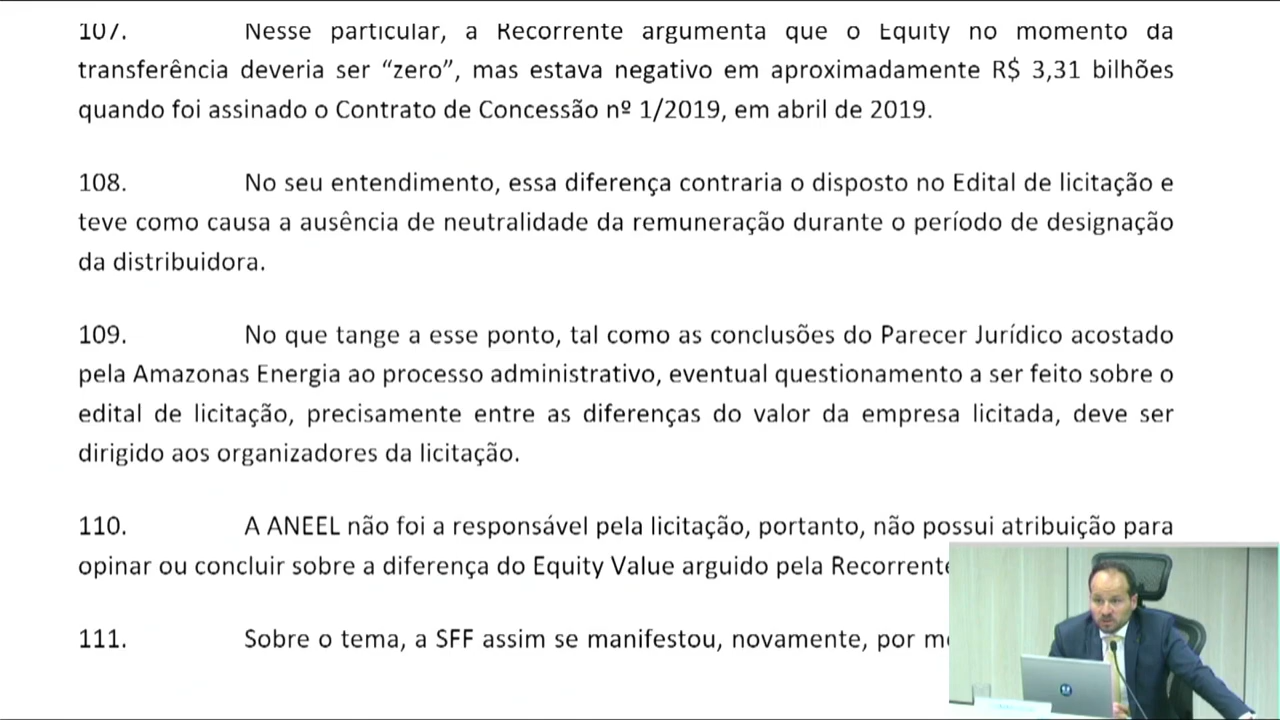 107. Nesse particular, a Recorrente argumenta que o Equity no momento da
transferência deveria ser “zero”, mas estava negativo em aproximadamente R$ 3,31 bilhões
quando foi assinado o Contrato de Concessão nº 1/2019, em abril de 2019.
108. No seu entendimento, essa diferença contraria o disposto no Edital de licitação e
teve como causa a ausência de neutralidade da remuneração durante o período de designação
da distribuidora.
109. No que tange a esse ponto, tal como as conclusões do Parecer Jurídico acostado
pela Amazonas Energia ao processo administrativo, eventual questionamento a ser feito sobre o
edital de licitação, precisamente entre as diferenças do valor da empresa licitada, deve ser
dirigido aos organizadores da licitação.
110. A ANEEL não foi a responsável pela licitação, portanto, não possui atribuição para
opinar ou concluir sobre a diferença do Equity Value arguido pela Recorrente
111. Sobre o tema, a SFF assim se manifestou, novamente, por